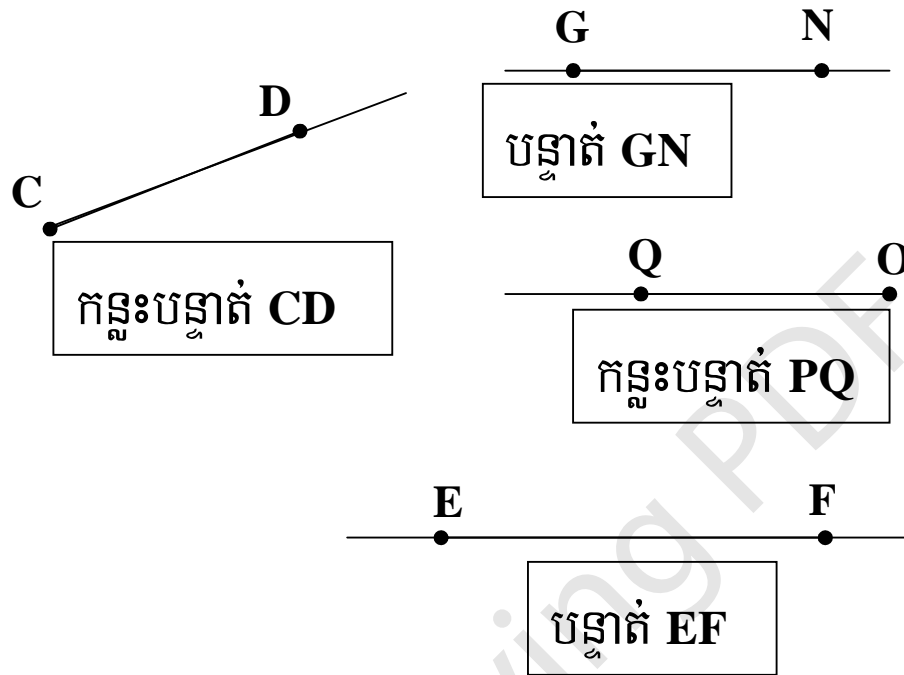 G N
D
បន្ទាត់ GN
C
Q O
កន្លះបន្ទាត់ CD
កន្លះបន្ទាត់ PQ
E F
បន្ទាត់ EF